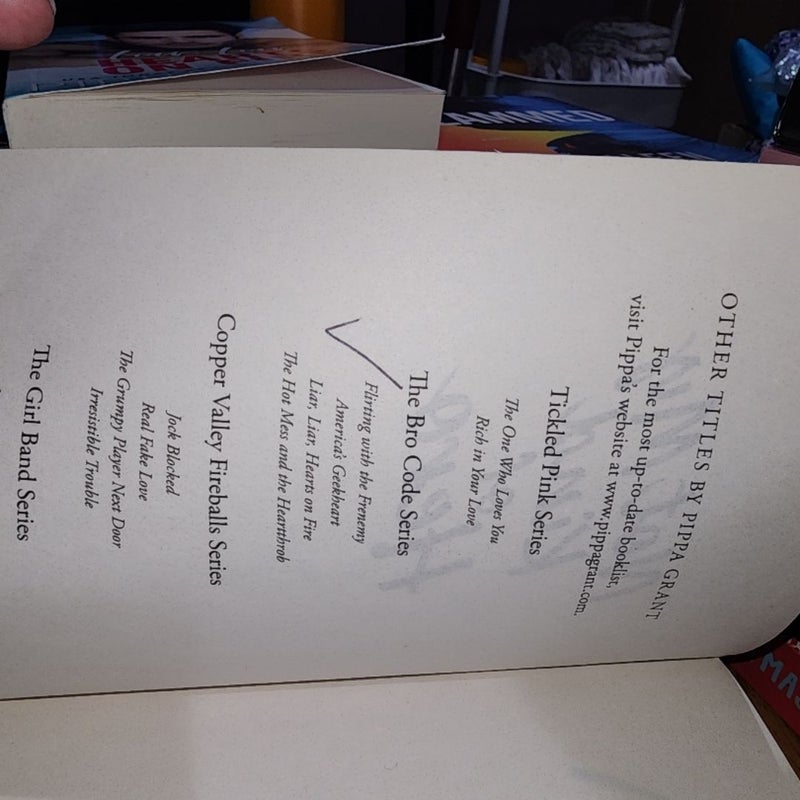 OTHER TITLES BY PIPPA GRANT
For the most up-to-date booklist,
visit Pippa's website at www.pippagrant.com.
Tickled Pink Series
The One Who Loves You
Rich in Your Love
The Bro Code Series
Flirting with the Frenemy
America's Geekheart
Liar, Liar, Hearts on Fire
The Hot Mess and the Heartthrob
Copper Valley Fireballs Series
Jock Blocked
Real Fake Love
The Grumpy Player Next Door
Irresistible Trouble
The Girl Band Series